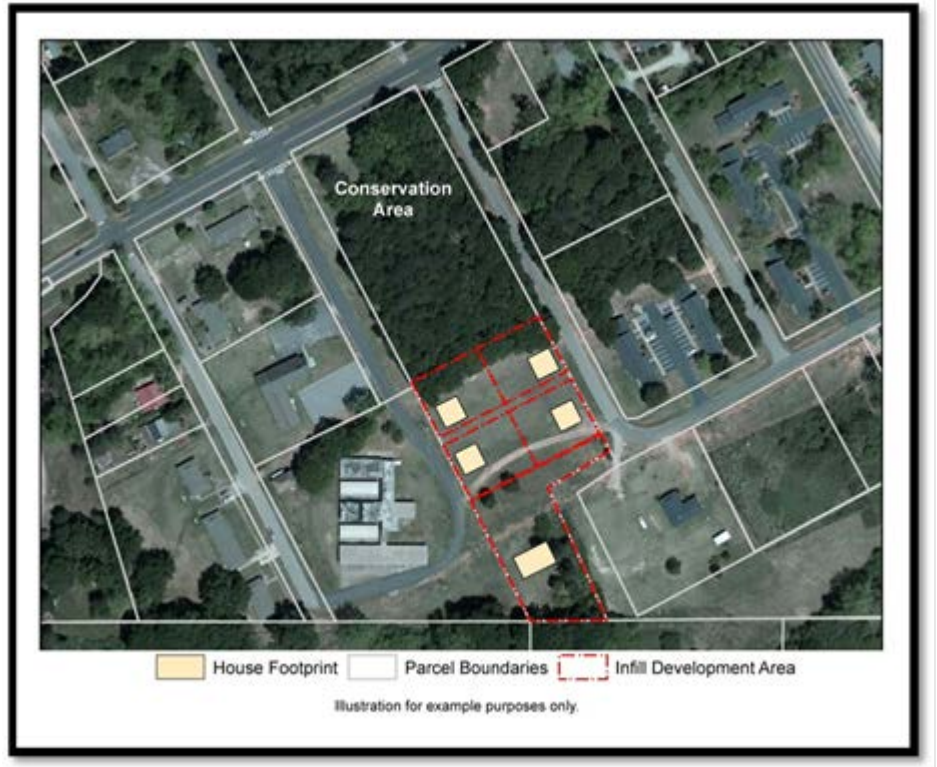 Conservation
Area
House Footprint
Parcel Boundaries
Infill Development Area
Illustration for example purposes only.